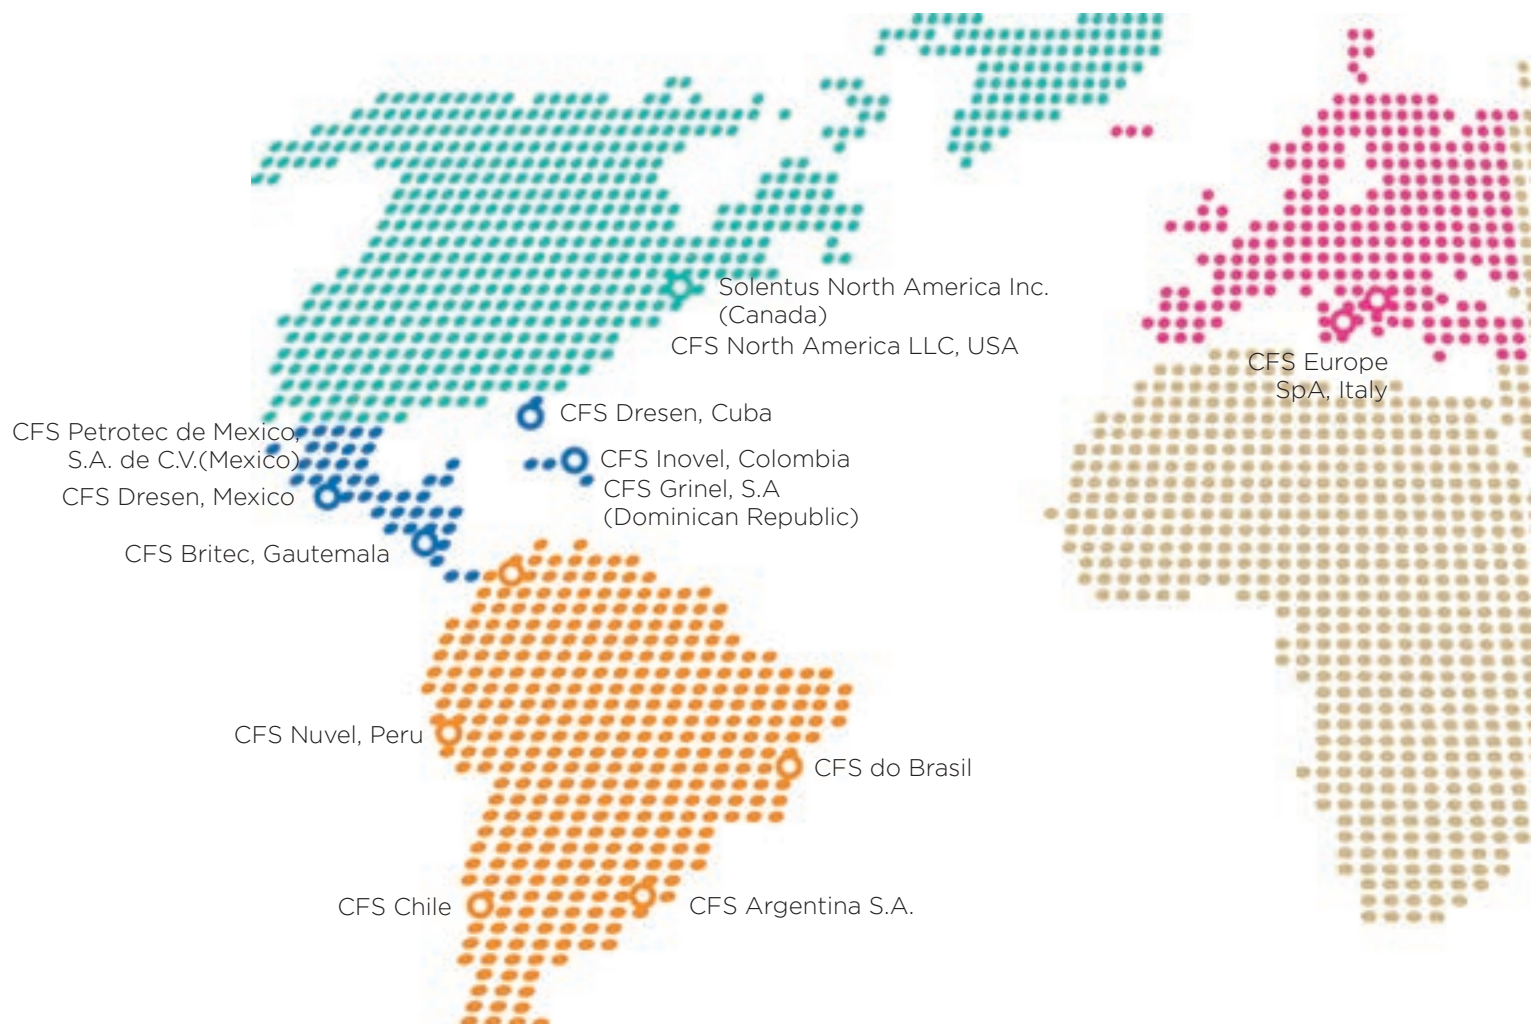 Solentus North America Inc.
(Canada)
CFS North America LLC, USA
CFS Europe
SpA, Italy
CFS Dresen, Cuba
CFS Petrotec de Mexico,
S.A. de C.V.(Mexico)
CFS Inovel, Colombia
CFS Grinel, S.A
(Dominican Republic)
CFS Dresen, Mexico
CFS Britec, Gautemala
CFS Nuvel, Peru
CFS do Brasil
CFS Chile
CFS Argentina S.A.